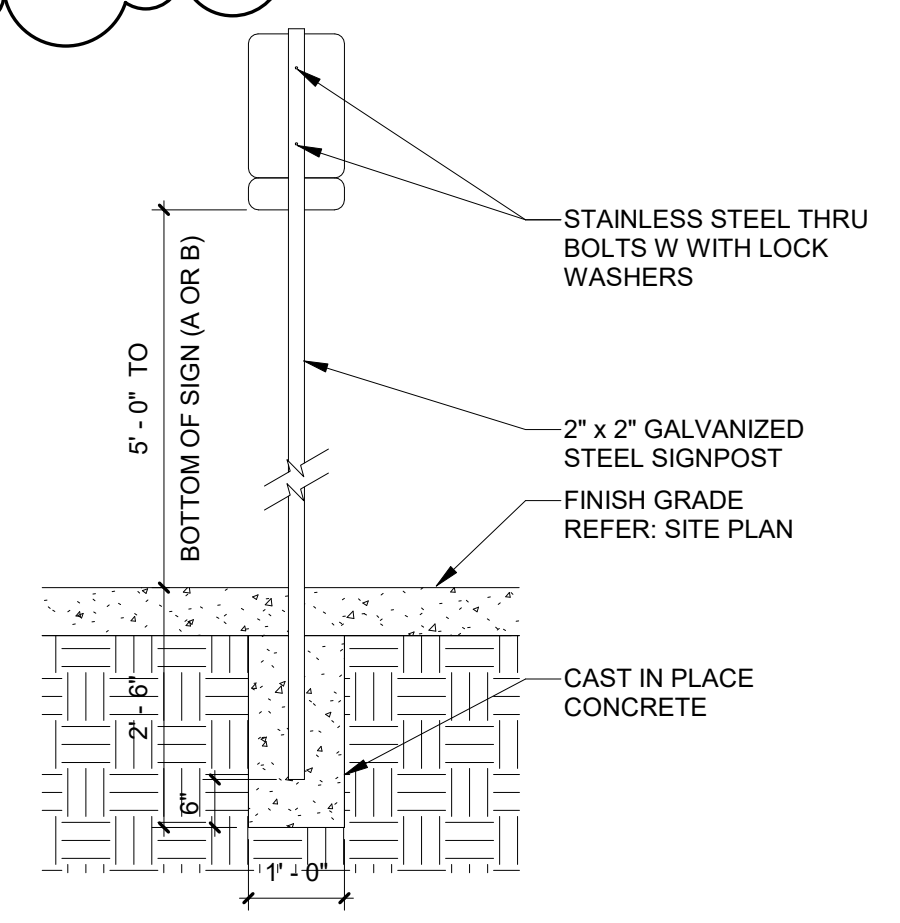 STAINLESS STEEL THRU
BOLTS W WITH LOCK
WASHERS
5' - 0" TO
BOTTOM OF SIGN (A OR B)
2" x 2" GALVANIZED
STEEL SIGNPOST
FINISH GRADE
REFER: SITE PLAN
CAST IN PLACE
CONCRETE
2' - 6"
6"
1' - 0"